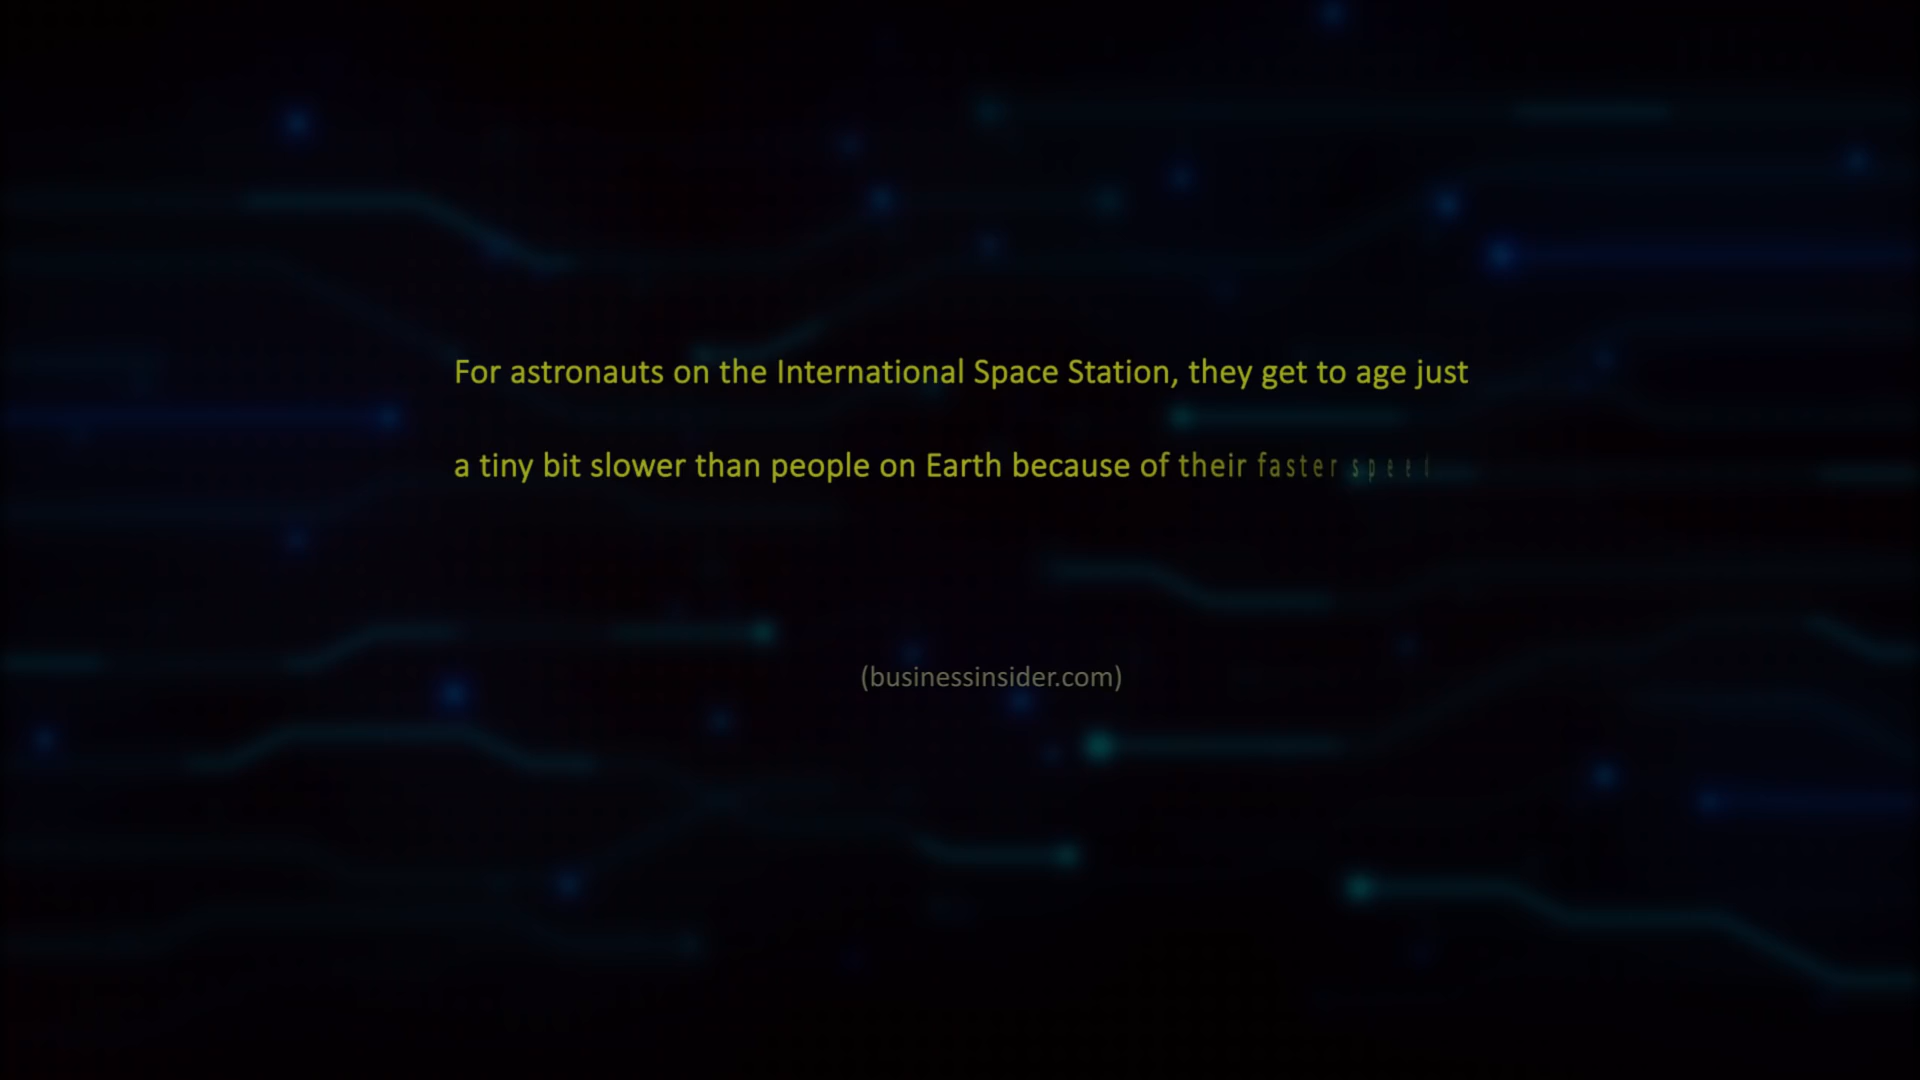 For astronauts on the International Space Station, they get to age just
a tiny bit slower than people on Earth because of their faster speed
(businessinsider.com)